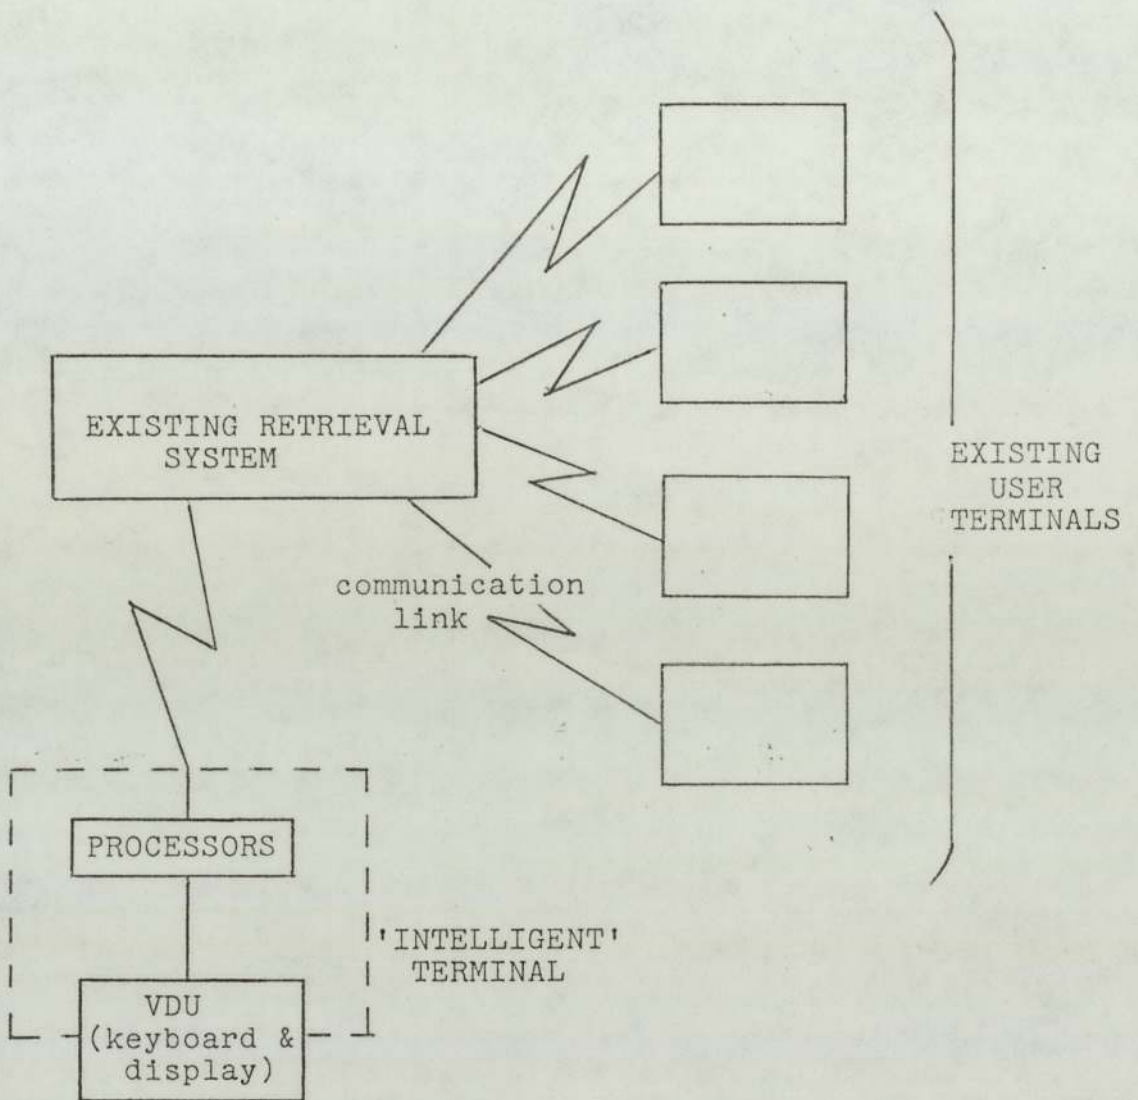 EXISTING RETRIEVAL
SYSTEM
EXISTING
USER
TERMINALS
communication
link
PROCESSORS
'INTELLIGENT'
TERMINAL
VDU
(keyboard &
display)